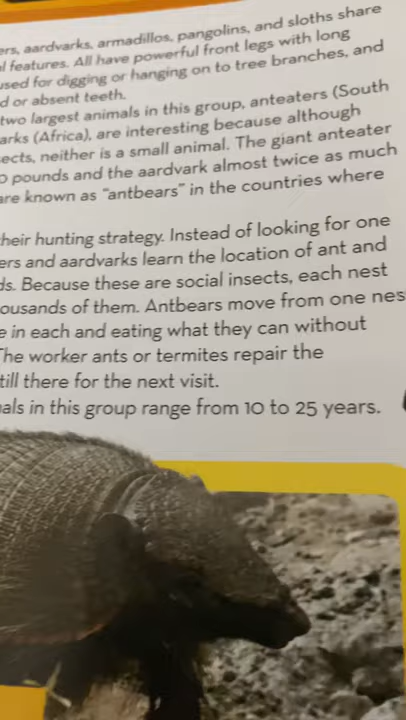 ers, aardvarks, armadillos, pangolins, and sloths share
l features. All have powerful front legs with long
used for digging or hanging on to tree branches, and
d or absent teeth.
two largest animals in this group, anteaters (South
arks (Africa), are interesting because although
ects, neither is a small animal. The giant anteater
0 pounds and the aardvark almost twice as much
are known as “antbears” in the countries where
heir hunting strategy. Instead of looking for one
ers and aardvarks learn the location of ant and
ds. Because these are social insects, each nest
ousands of them. Antbears move from one nes
e in each and eating what they can without
The worker ants or termites repair the
till there for the next visit.
als in this group range from 10 to 25 years.